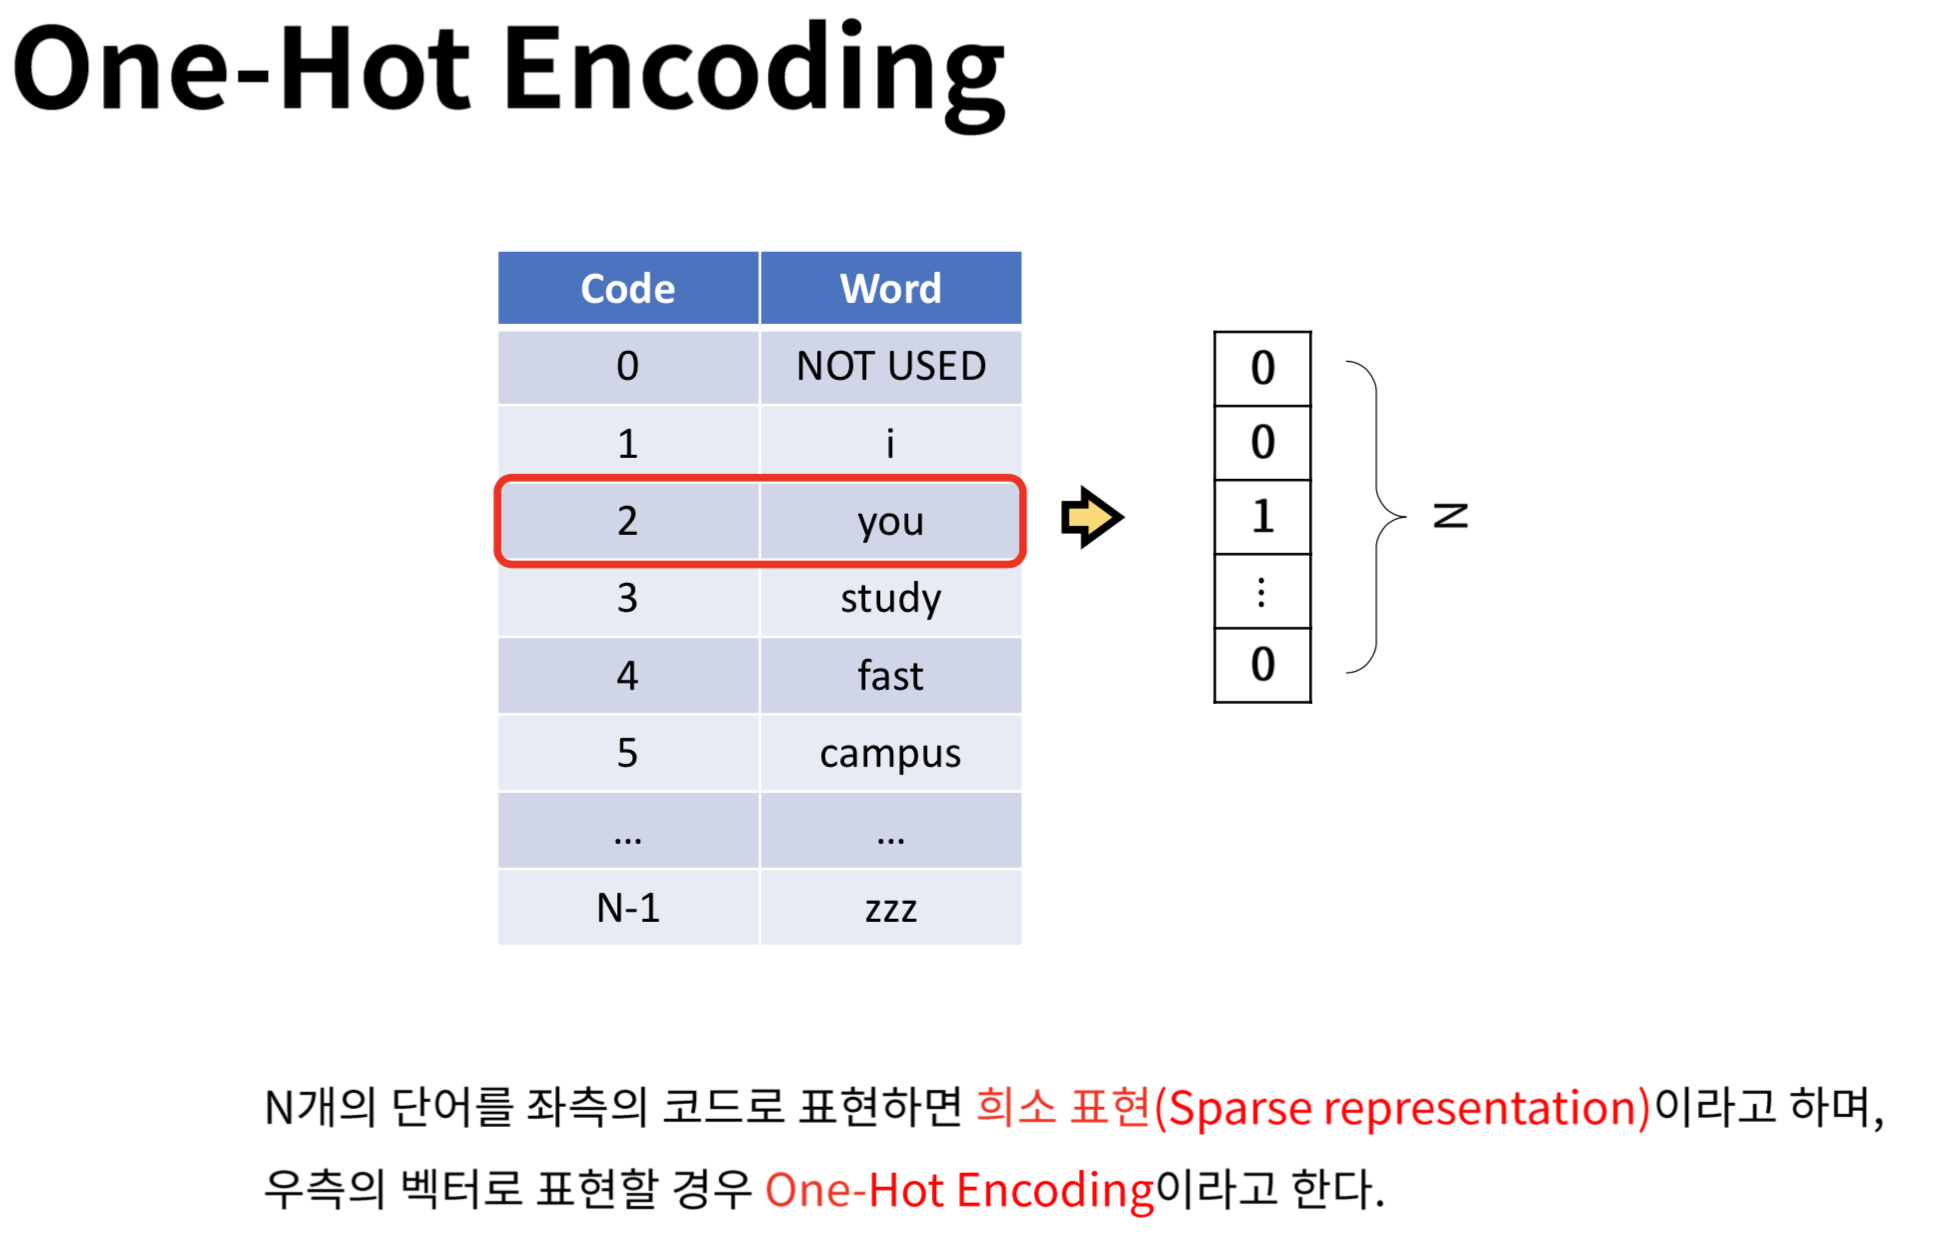 One-Hot Encoding
Code Word
0 NOT USED
1 i
2 you
3 study
4 fast
5 campus
... ...
N-1 zzz
0
0
1
⋮
0
N
N개의 단어를 좌측의 코드로 표현하면 희소 표현(Sparse representation)이라고 하며,
우측의 벡터로 표현할 경우 One-Hot Encoding이라고 한다.